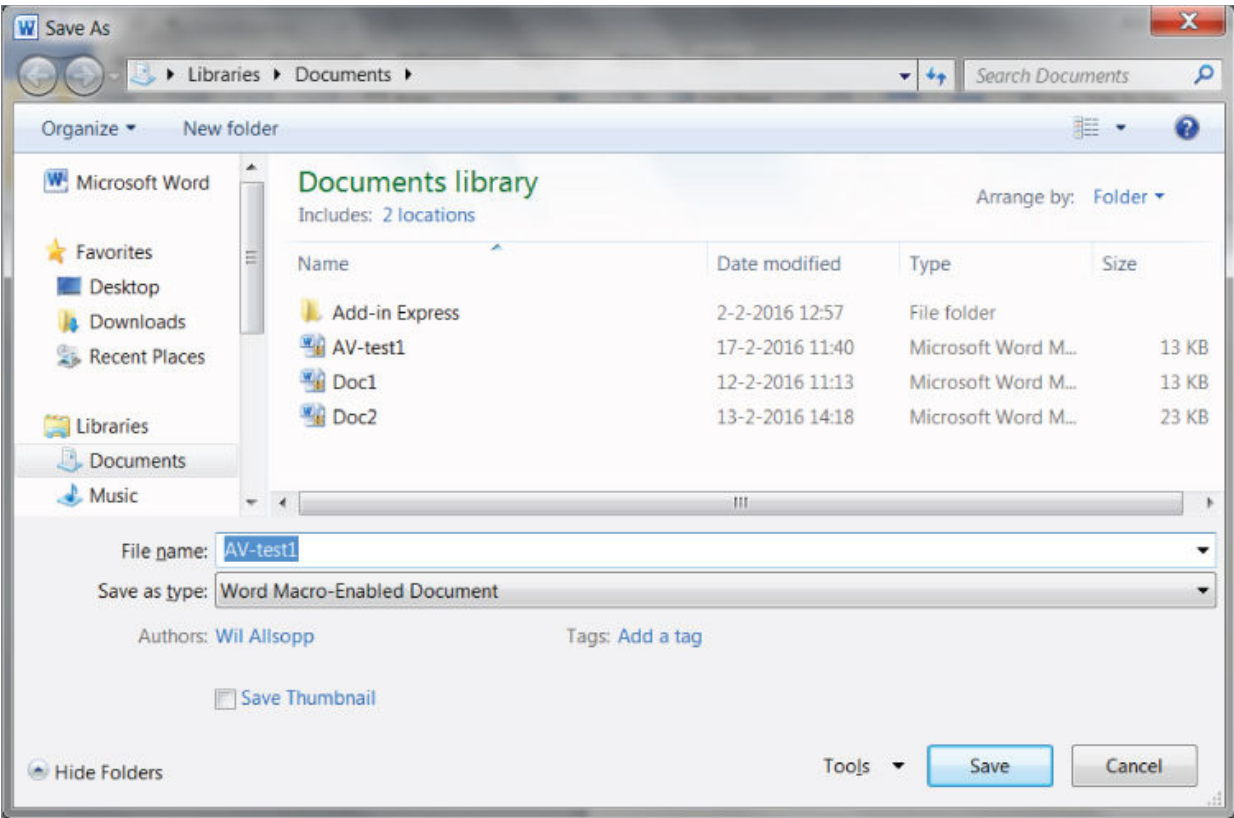 Save As
Libraries Documents
Search Documents
Organize New folder
Microsoft Word
Favorites
Desktop
Downloads
Recent Places
Libraries
Documents
Music
Documents library
Includes: 2 locations
Arrange by: Folder
Name Date modified Type Size
Add-in Express 2-2-2016 12:57 File folder
AV-test1 17-2-2016 11:40 Microsoft Word M... 13 KB
Doc1 12-2-2016 11:13 Microsoft Word M... 13 KB
Doc2 13-2-2016 14:18 Microsoft Word M... 23 KB
File name: AV-test1
Save as type: Word Macro-Enabled Document
Authors: Wil Allsopp Tags: Add a tag
Save Thumbnail
Hide Folders Tools Save Cancel